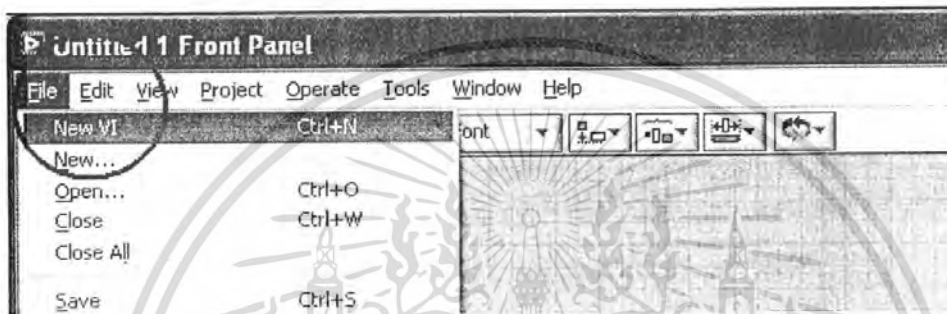 Untitled 1 Front Panel
File Edit View Project Operate Tools Window Help
New VI Ctrl+N
Font
New...
Open... Ctrl+O
Close Ctrl+W
Close All
Save Ctrl+S